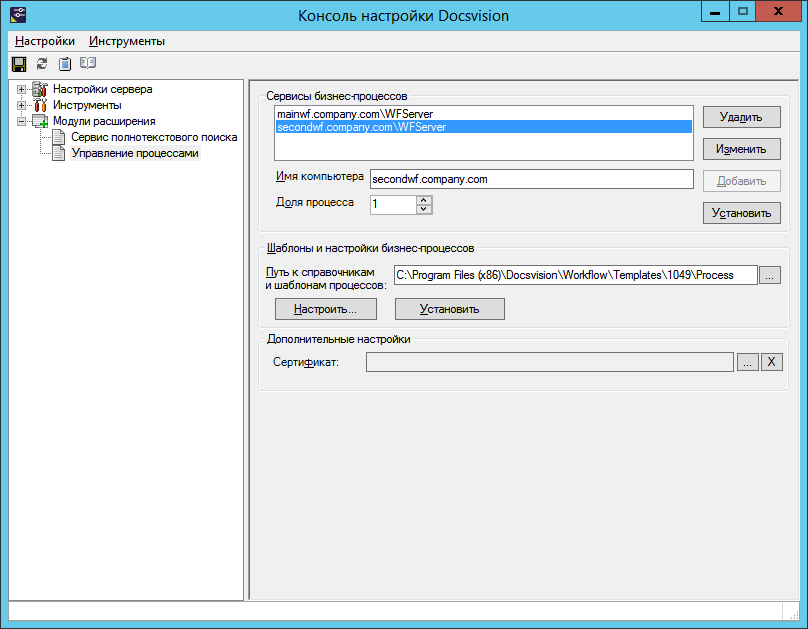 Консоль настройки Docsvision
Настройки Инструменты
Настройки сервера
Инструменты
Модули расширения
Сервис полнотекстового поиска
Управление процессами
Сервисы бизнес-процессов
mainwf.company.com\WFServer
secondwf.company.com\WFServer
Удалить
Изменить
Имя компьютера
secondwf.company.com
Добавить
Доля процесса
1
Установить
Шаблоны и настройки бизнес-процессов
Путь к справочникам
и шаблонам процессов:
C:\Program Files (x86)\Docsvision\Workflow\Templates\1049\Process
...
Настроить... Установить
Дополнительные настройки
Сертификат:
... X